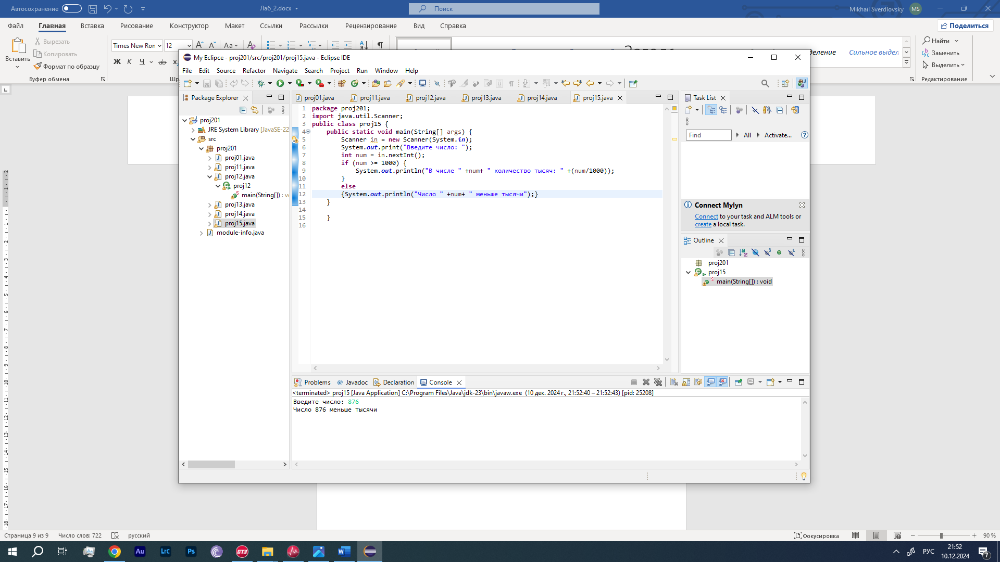 Автосохранение
Лаб_2.docx
Поиск
Mikhail Sverdlovsky MS
Файл Главная Вставка Рисование Конструктор Макет Ссылки Рассылки Рецензирование Вид Справка
Поделиться
Вставить
Вырезать
Копировать
Формат по образцу
Буфер обмена
Times New Ron 12
Ж К Ч ab
Сильное выдел
Найти
Заменить
Выделить
Редактирование
My Eclipce - proj201/src/proj201/proj15.java - Eclipse IDE
File Edit Source Refactor Navigate Search Project Run Window Help
Package Explorer
proj201
JRE System Library [JavaSE-22
src
proj201
proj01.java
proj11.java
proj12.java
proj12
main(String[]) : v
proj13.java
proj14.java
proj15.java
module-info.java
proj01.java proj11.java proj12.java proj13.java proj14.java proj15.java
1 package proj201;
2 import java.util.Scanner;
3 public class proj15 {
4 public static void main(String[] args) {
5 Scanner in = new Scanner(System.in);
6 System.out.print("Введите число: ");
7 int num = in.nextInt();
8 if (num >= 1000) {
9 System.out.println("В числе " +num+ " количество тысяч: " +(num/1000));
10 }
11 else
12 {System.out.println("Число " +num+ " меньше тысячи");}
13 }
14
15 }
16
Task List
Find All Activate...
Connect Mylyn
Connect to your task and ALM tools or
create a local task.
Outline
proj201
proj15
main(String[]) : void
Problems Javadoc Declaration Console
<terminated> proj15 [Java Application] C:\Program Files\Java\jdk-23\bin\javaw.exe (10 дек. 2024 г., 21:52:40 – 21:52:43) [pid: 25208]
Введите число: 876
Число 876 меньше тысячи
Страница 9 из 9 Число слов: 722 русский
Фокусировка
90 %
Au LrC Ps GT3 W
РУС
21:52
10.12.2024
7